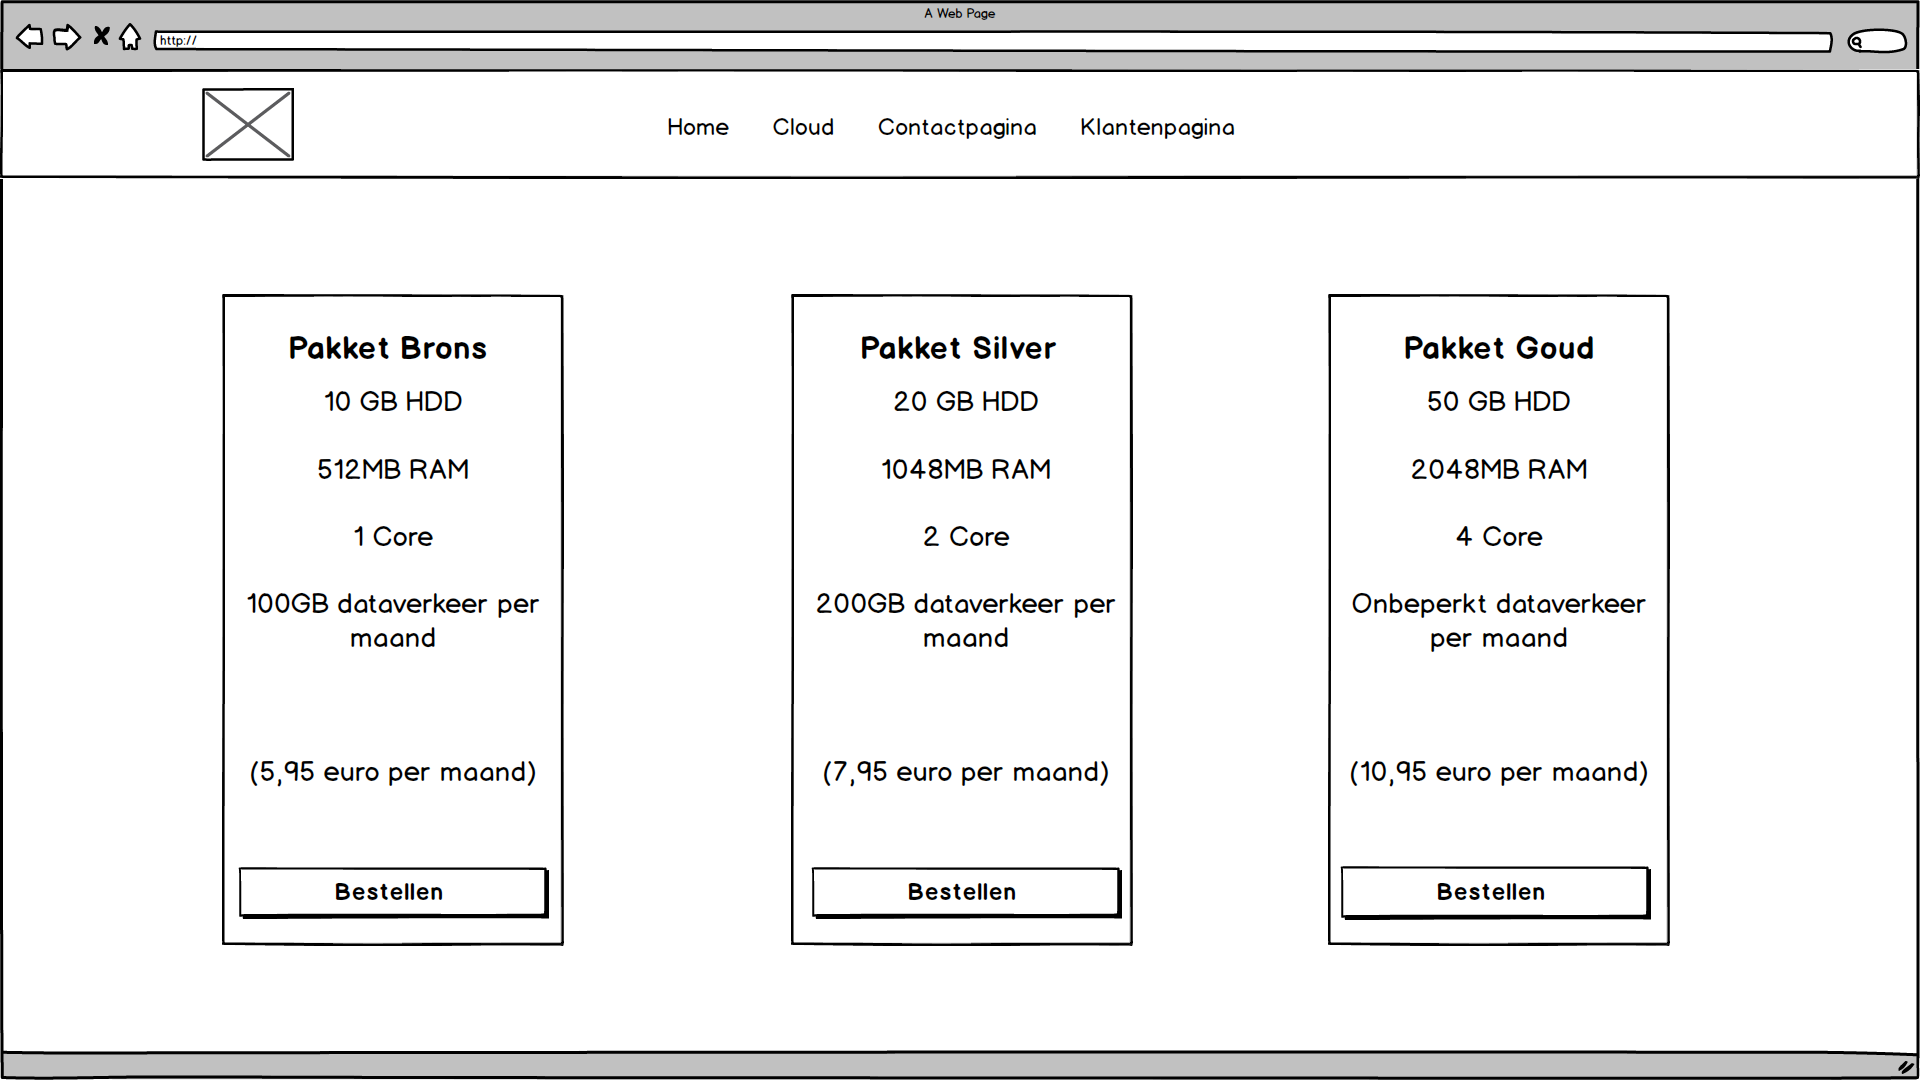 A Web Page
http://
Home Cloud Contactpagina Klantenpagina
Pakket Brons
10 GB HDD
512MB RAM
1 Core
100GB dataverkeer per
maand
(5,95 euro per maand)
Bestellen
Pakket Silver
20 GB HDD
1048MB RAM
2 Core
200GB dataverkeer per
maand
(7,95 euro per maand)
Bestellen
Pakket Goud
50 GB HDD
2048MB RAM
4 Core
Onbeperkt dataverkeer
per maand
(10,95 euro per maand)
Bestellen